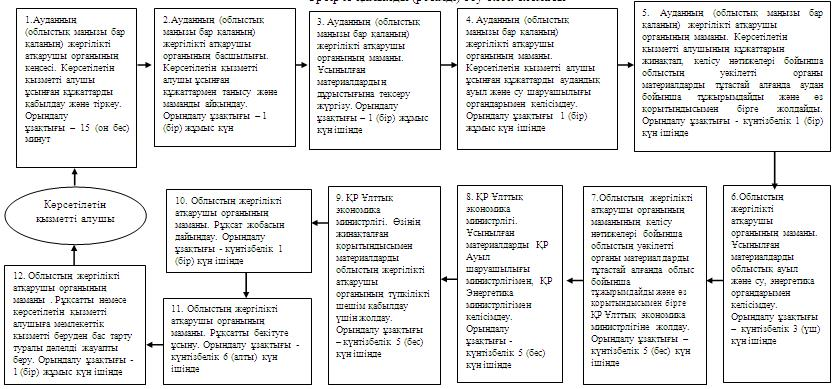 1.Ауданның (облыстық маңызы бар
қаланың) жергілікті
атқарушы органының
кеңсесі. Көрсетілетін
қызметті алушы
ұсынған құжаттарды
қабылдау және тіркеу.
Орындалу
ұзақтығы – 15 (он бес)
минут
2.Ауданның (облыстық
маңызы бар қаланың)
жергілікті атқарушы
органының басшылығы.
Көрсетілетін қызметті
алушы ұсынған
құжаттармен танысу және
маманды айқындау.
Орындалу ұзақтығы – 1
(бір) жұмыс күн
3. Ауданның (облыстық
маңызы бар қаланың)
жергілікті атқарушы
органының маманы.
Ұсынылған
материалдардың
дұрыстығына тексеру
жүргізу. Орындалу
ұзақтығы – 1 (бір) жұмыс
күн ішінде
4. Ауданның (облыстық
маңызы бар қаланың)
жергілікті атқарушы
органының маманы.
Көрсетілетін қызметті алушы
ұсынған құжаттарды аудандық
ауыл және су шаруашылығы
органдарымен келісімдеу.
Орындалу ұзақтығы 1 (бір)
жұмыс күн ішінде
5. Ауданның (облыстық маңызы бар
қаланың) жергілікті атқарушы
органының маманы. Көрсетілетін
қызметті алушының құжаттарын
жинақтап, келісу нәтижелері бойынша
облыстың уәкілетті органы
материалдарды тұтастай алғанда аудан
бойынша тұжырымдайды және өз
қорытындысымен бірге жолдайды.
Орындалу ұзақтығы - күнтізбелік 1 (бір)
күн ішінде
6.Облыстың
жергілікті
атқарушы
органының маманы.
Ұсынылған
материалдарды
облыстық ауыл
және су, энергетика
органдарымен
келісімдеу.
Орындалу ұзақтығы
– күнтізбелік 3 (үш)
күн ішінде
7.Облыстың жергілікті
атқарушы органының
маманының келісу
нәтижелері бойынша
облыстың уәкілетті
органы материалдарды
тұтастай алғанда облыс
бойынша
тұжырымдайды және өз
қорытындысымен бірге
ҚР Ұлттық экономика
министрлігіне жолдау.
Орындалу ұзақтығы –
күнтізбелік 5 (бес) күн
ішінде
8. ҚР Ұлттық
экономика
министрлігі.
Ұсынылған
материалдарды ҚР
Ауыл
шаруашылығы
министрлігімен, ҚР
Энергетика
министрлігімен
келісімдеу.
Орындалу
ұзақтығы -
күнтізбелік 5 (бес)
күн ішінде
9. ҚР Ұлттық
экономика
министрлігі. Өзінің
жинақталған
қорытындысымен
материалдарды
облыстың жергілікті
атқарушы
органының түпкілікті
шешім қабылдау
үшін жолдау.
Орындалу ұзақтығы
– күнтізбелік 5 (бес)
күн ішінде
10. Облыстың жергілікті
атқарушы органының
маманы. Рұқсат жобасын
дайындау. Орындалу
ұзақтығы - күнтізбелік 1
(бір) күн ішінде
11. Облыстың жергілікті
атқарушы органының
маманы. Рұқсатты бекітуге
ұсыну. Орындалу ұзақтығы -
күнтізбелік 6 (алты) күн
ішінде
12. Облыстың жергілікті
атқарушы органының
маманы . Рұқсатты немесе
көрсетілетін қызметті
алушыға мемлекеттік
қызметті беруден бас тарту
туралы дәлелді жауапты
беру. Орындалу ұзақтығы -
1 (бір) жұмыс күн ішінде
Көрсетілетін
қызметті алушы